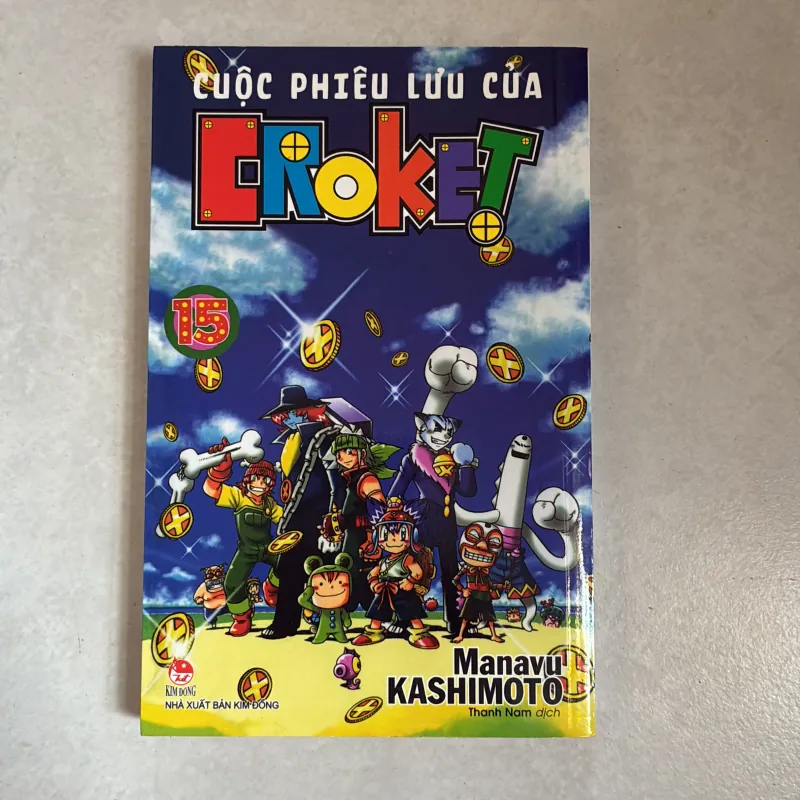 CUỘC PHIÊU LƯU CỦA
CROKET
15
Manavu
KASHIMOTO
Thanh Nam dịch
KIM ĐỒNG
NHÀ XUẤT BẢN KIM ĐỒNG